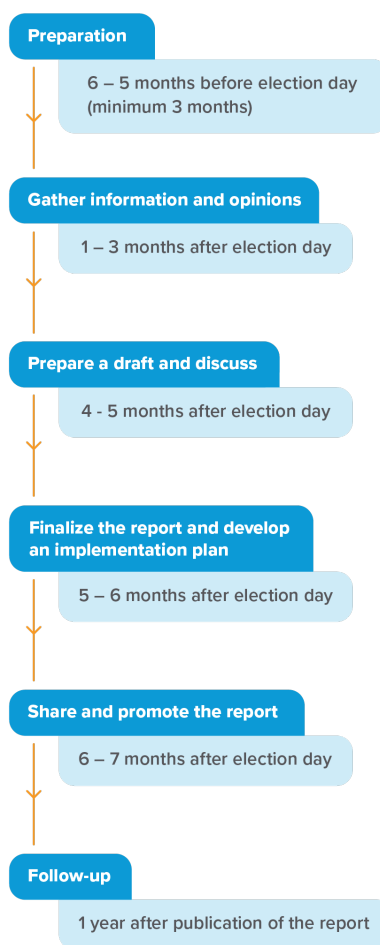 Preparation
6 – 5 months before election day
(minimum 3 months)
Gather information and opinions
1 – 3 months after election day
Prepare a draft and discuss
4 - 5 months after election day
Finalize the report and develop
an implementation plan
5 – 6 months after election day
Share and promote the report
6 – 7 months after election day
Follow-up
1 year after publication of the report